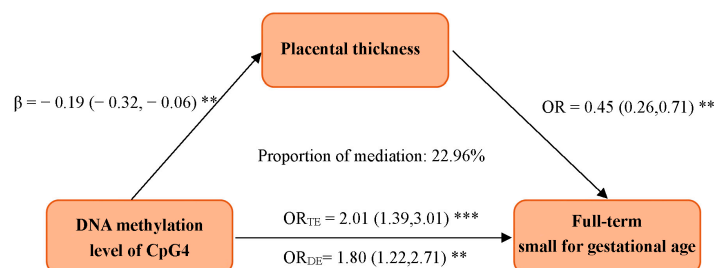 Placental thickness
β = − 0.19 (− 0.32, − 0.06) **
OR = 0.45 (0.26,0.71) **
Proportion of mediation: 22.96%
DNA methylation
level of CpG4
ORTE = 2.01 (1.39,3.01) ***
ORDE= 1.80 (1.22,2.71) **
Full-term
small for gestational age